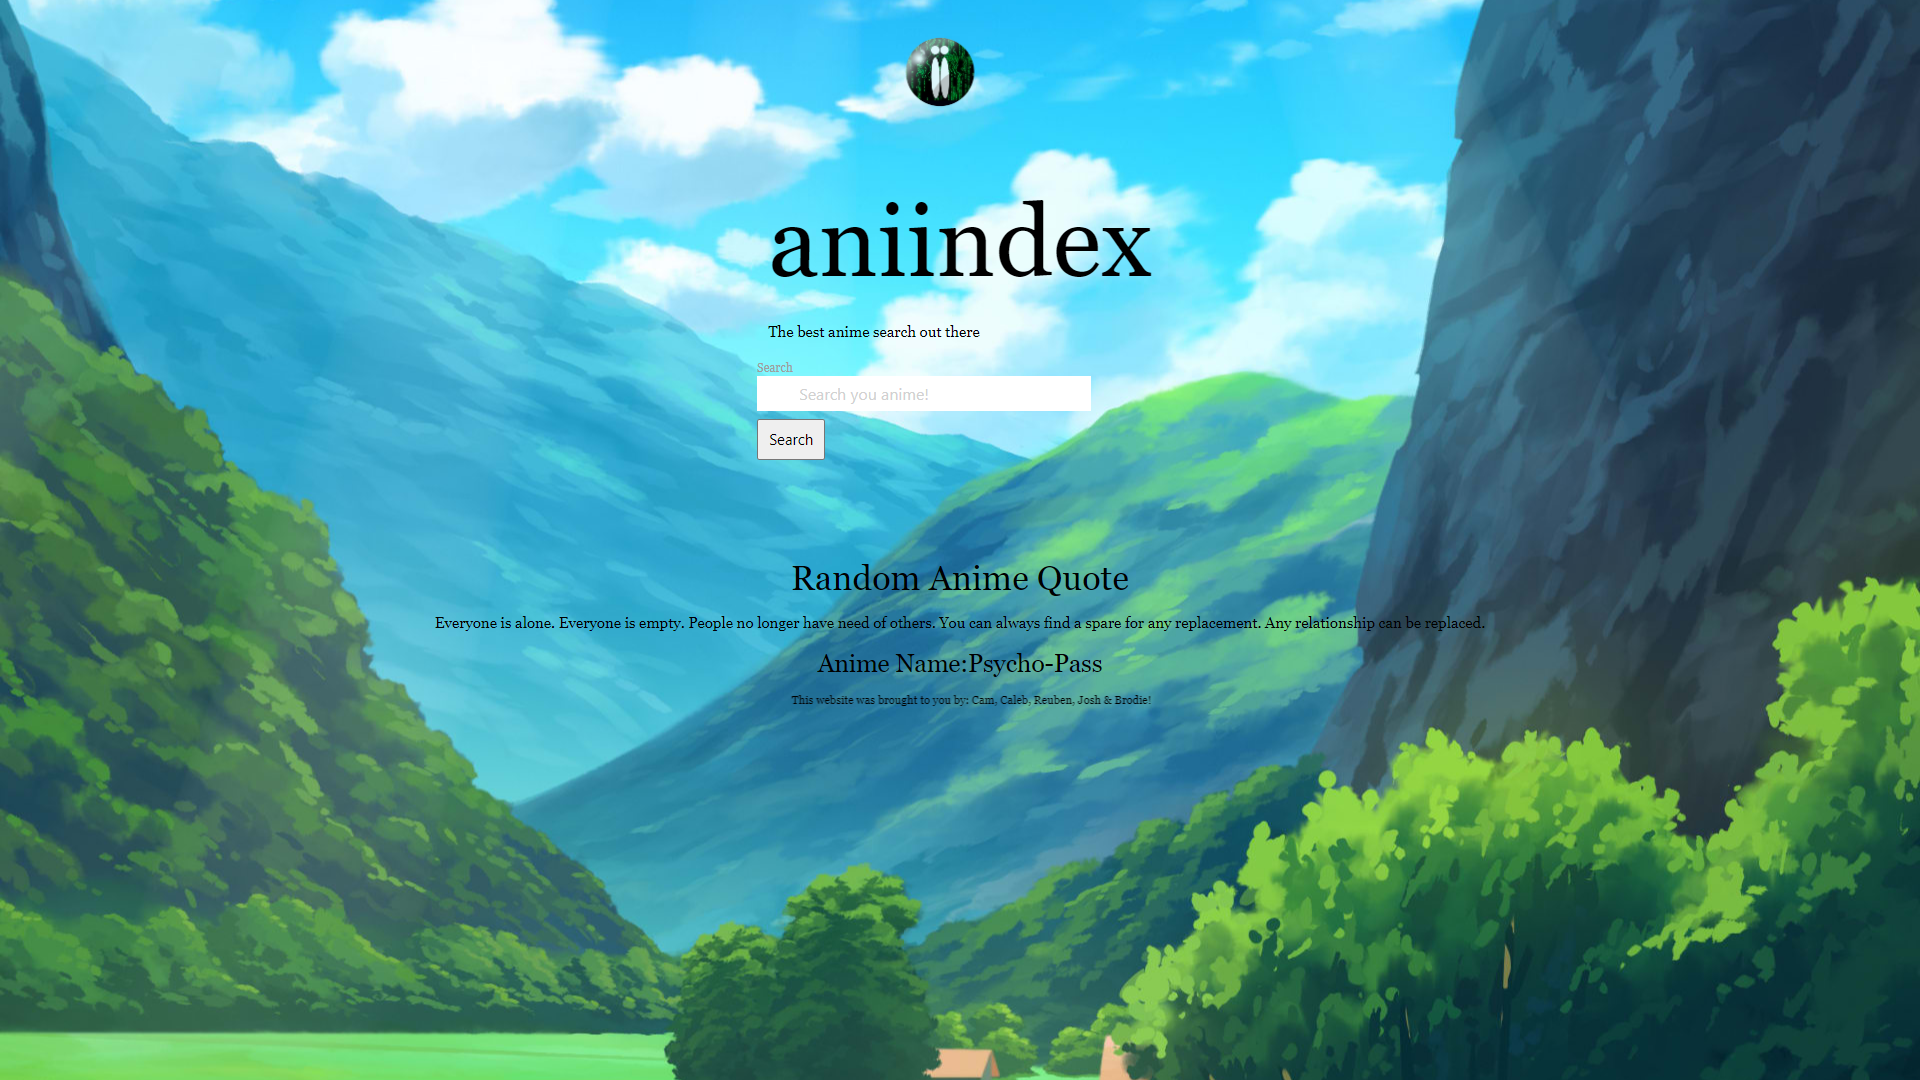 aniindex
The best anime search out there
Search
Search you anime!
Search
Random Anime Quote
Everyone is alone. Everyone is empty. People no longer have need of others. You can always find a spare for any replacement. Any relationship can be replaced.
Anime Name:Psycho-Pass
This website was brought to you by: Cam, Caleb, Reuben, Josh & Brodie!